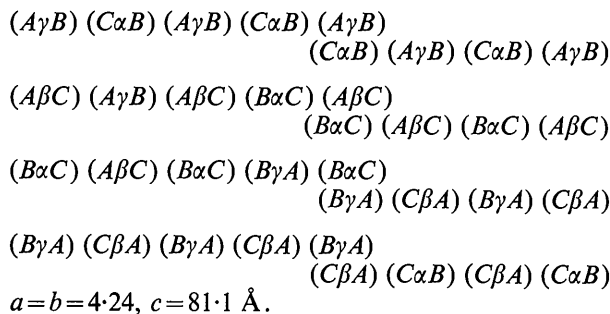 (AγB) (CαB) (AγB) (CαB) (AγB)
(CαB) (AγB) (CαB) (AγB)
(AβC) (AγB) (AβC) (BαC) (AβC)
(BαC) (AβC) (BαC) (AβC)
(BαC) (AβC) (BαC) (BγA) (BαC)
(BγA) (CβA) (BγA) (CβA)
(BγA) (CβA) (BγA) (CβA) (BγA)
(CβA) (CαB) (CβA) (CαB)
a=b=4·24, c=81·1 Å.